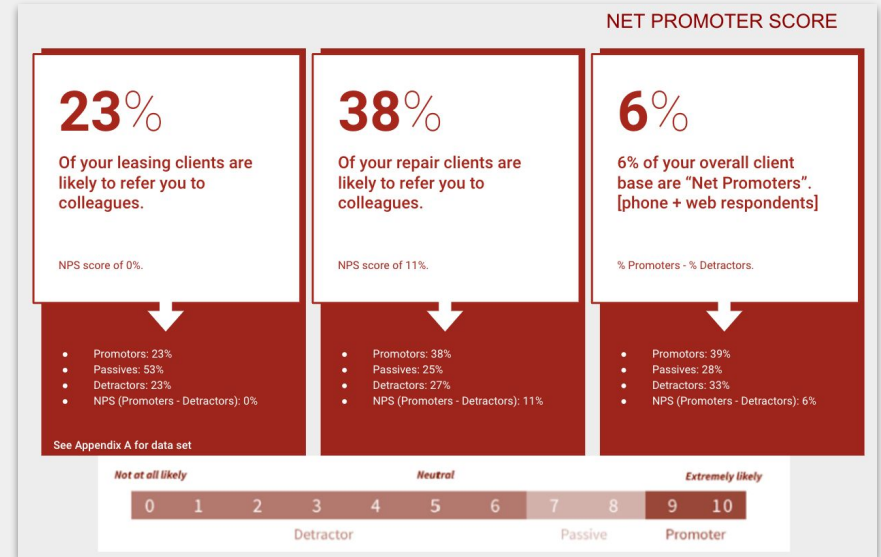 NET PROMOTER SCORE
23%
Of your leasing clients are
likely to refer you to
colleagues.
NPS score of 0%.
● Promotors: 23%
● Passives: 53%
● Detractors: 23%
● NPS (Promoters - Detractors): 0%
See Appendix A for data set
38%
Of your repair clients are
likely to refer you to
colleagues.
NPS score of 11%.
● Promotors: 38%
● Passives: 25%
● Detractors: 27%
● NPS (Promoters - Detractors): 11%
6%
6% of your overall client
base are “Net Promoters”.
[phone + web respondents]
% Promoters - % Detractors.
● Promotors: 39%
● Passives: 28%
● Detractors: 33%
● NPS (Promoters - Detractors): 6%
Not at all likely Neutral Extremely likely
0 1 2 3 4 5 6 7 8 9 10
Detractor Passive Promoter